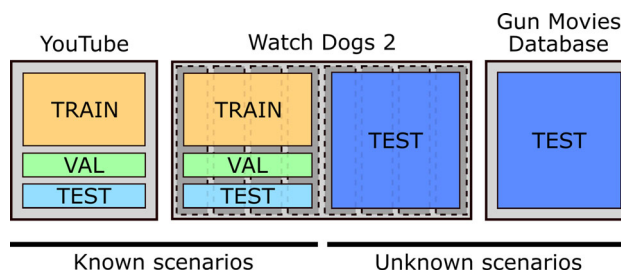 YouTube
Watch Dogs 2
Gun Movies
Database
TRAIN
VAL
TEST
TRAIN
VAL
TEST
TEST
TEST
Known scenarios
Unknown scenarios